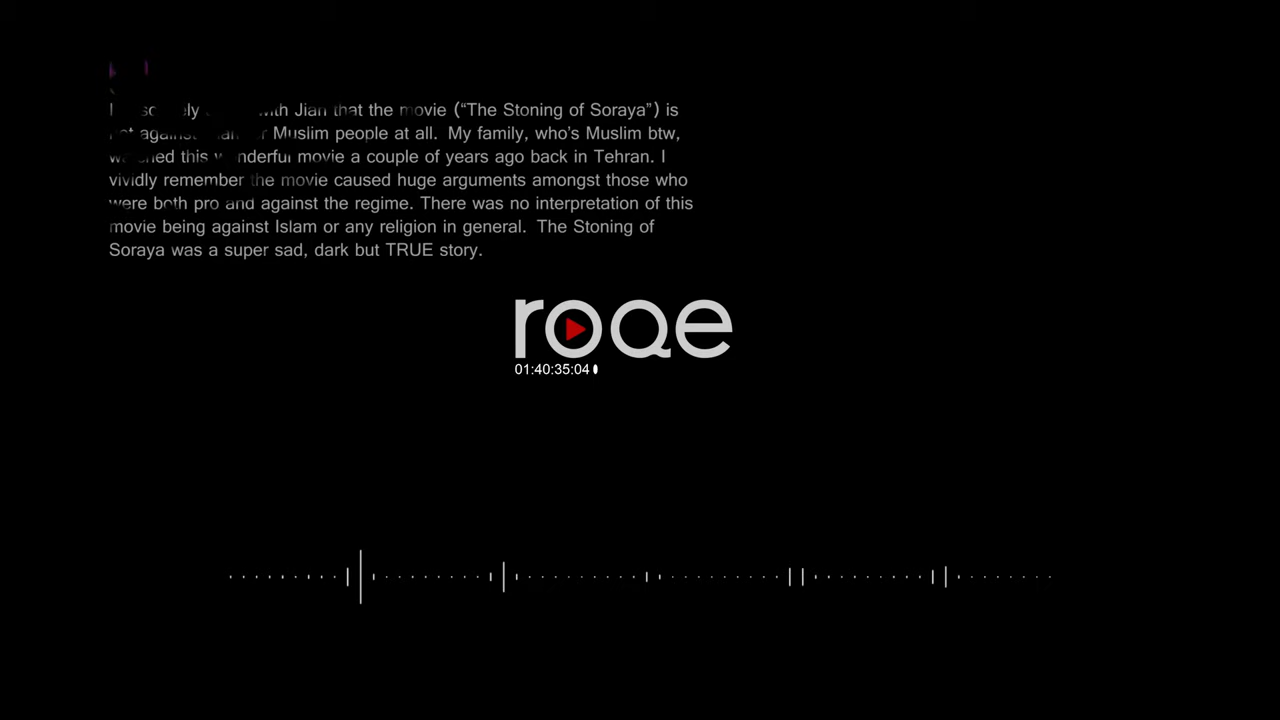 with Jian that the movie (“The Stoning of Soraya”) is
against Muslim people at all. My family, who’s Muslim btw,
this wonderful movie a couple of years ago back in Tehran. I
vividly remember the movie caused huge arguments amongst those who
were both pro and against the regime. There was no interpretation of this
movie being against Islam or any religion in general. The Stoning of
Soraya was a super sad, dark but TRUE story.
roqe
01:40:35:04